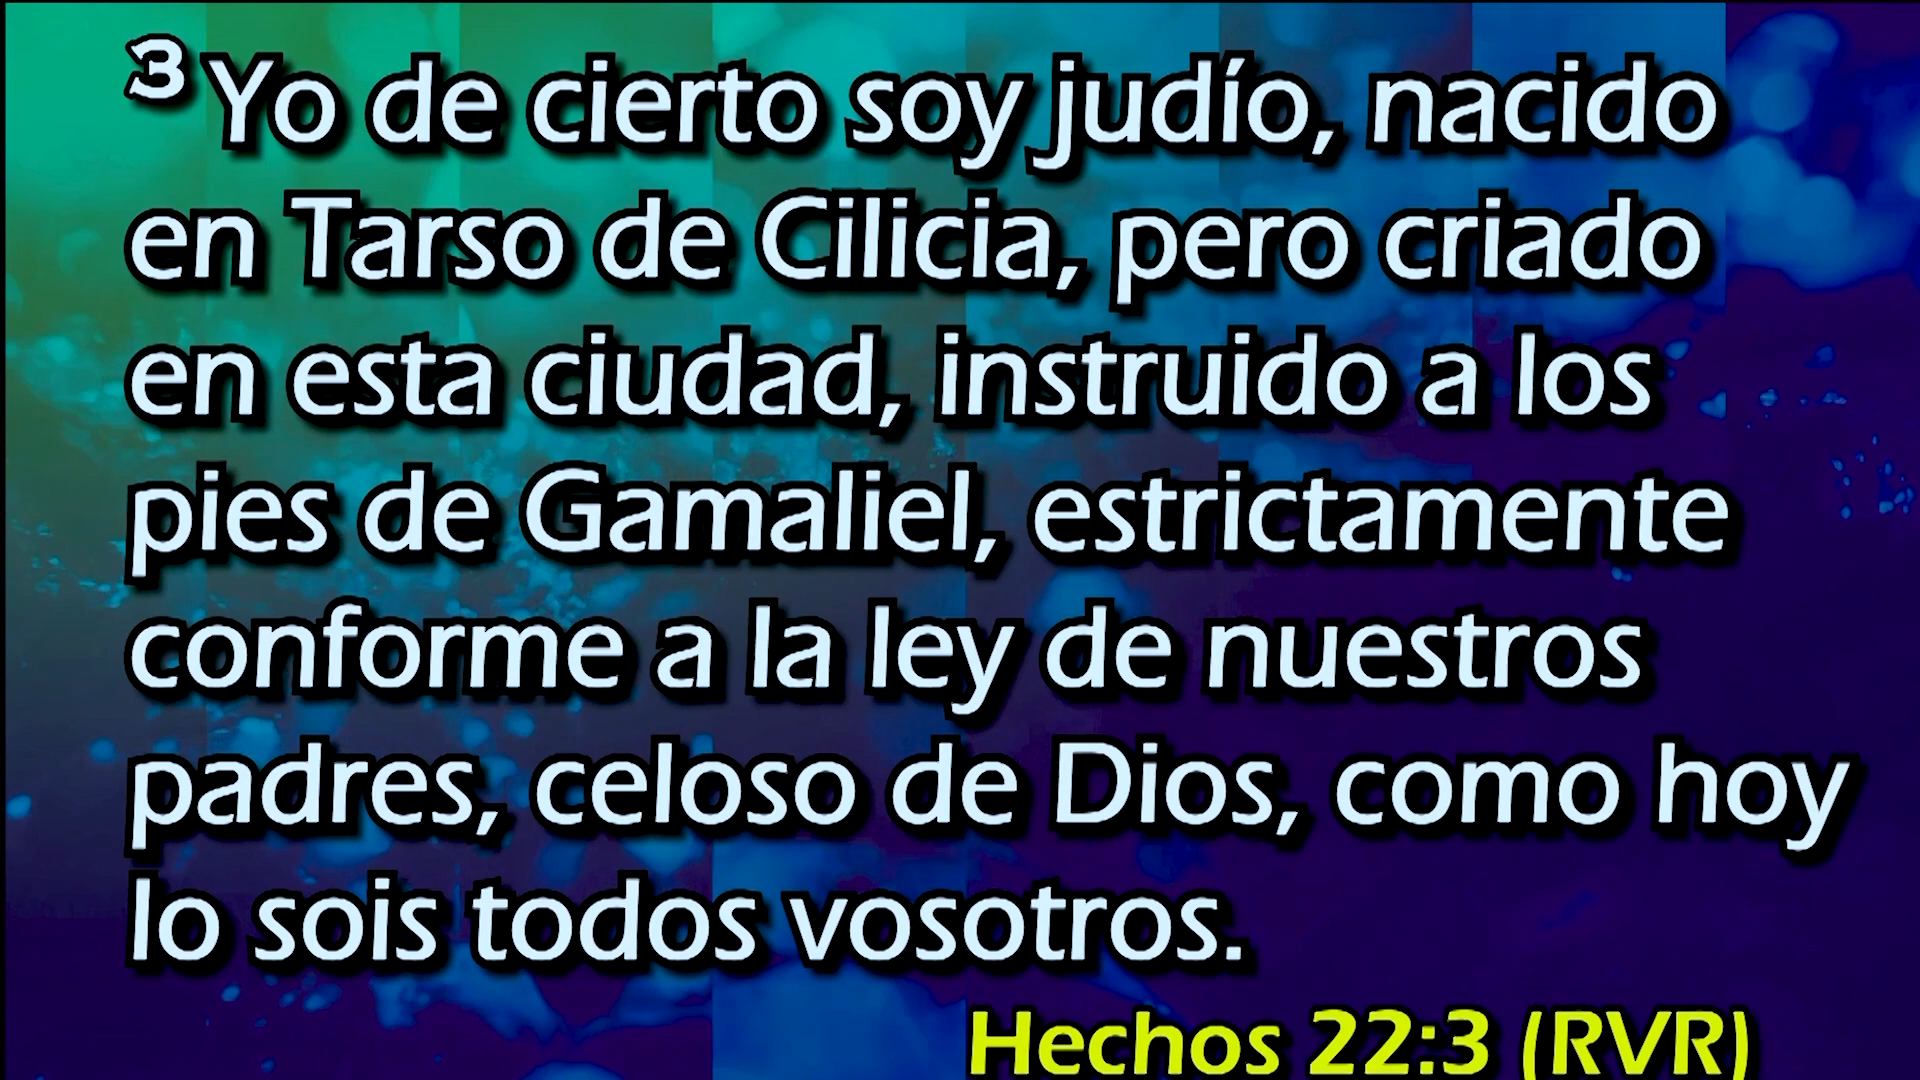 3 Yo de cierto soy judío, nacido
en Tarso de Cilicia, pero criado
en esta ciudad, instruido a los
pies de Gamaliel, estrictamente
conforme a la ley de nuestros
padres, celoso de Dios, como hoy
lo sois todos vosotros.
Hechos 22:3 (RVR)